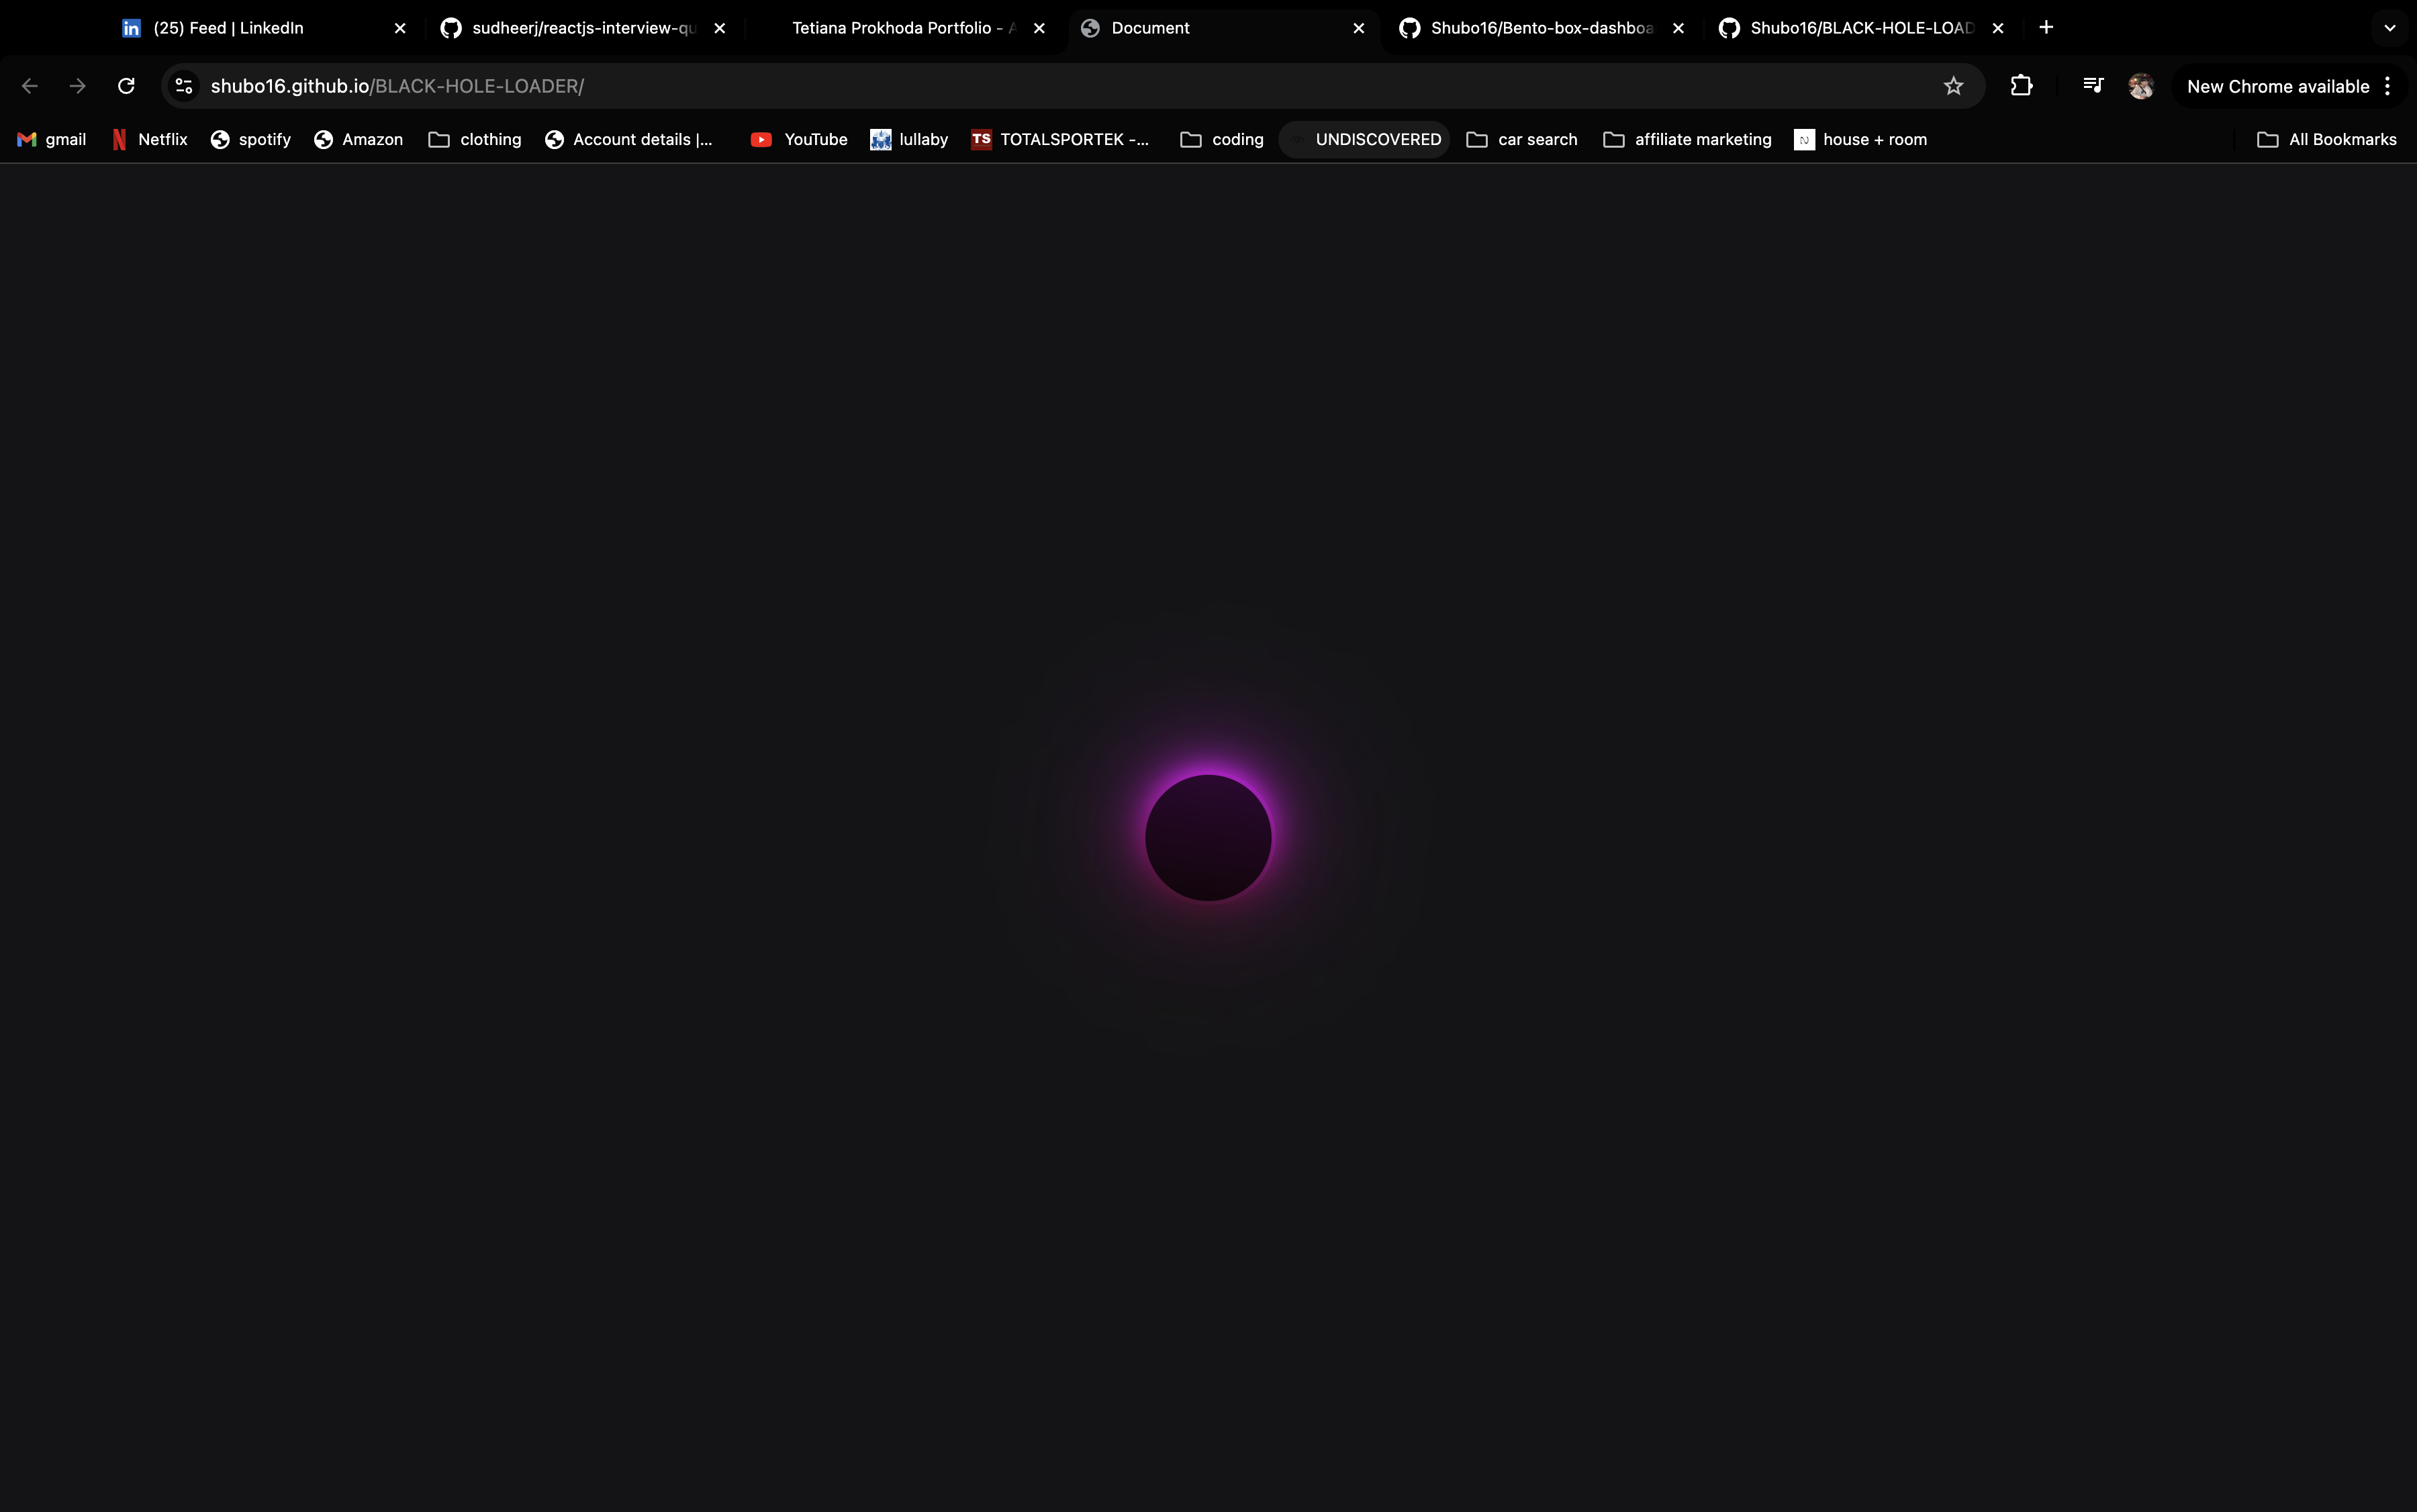 in (25) Feed | LinkedIn sudheerj/reactjs-interview-qu Tetiana Prokhoda Portfolio - A Document Shubo16/Bento-box-dashboa Shubo16/BLACK-HOLE-LOAD
shubo16.github.io/BLACK-HOLE-LOADER/ New Chrome available
gmail Netflix spotify Amazon clothing Account details |... YouTube lullaby TS TOTALSPORTEK -... coding UNDISCOVERED car search affiliate marketing house + room All Bookmarks